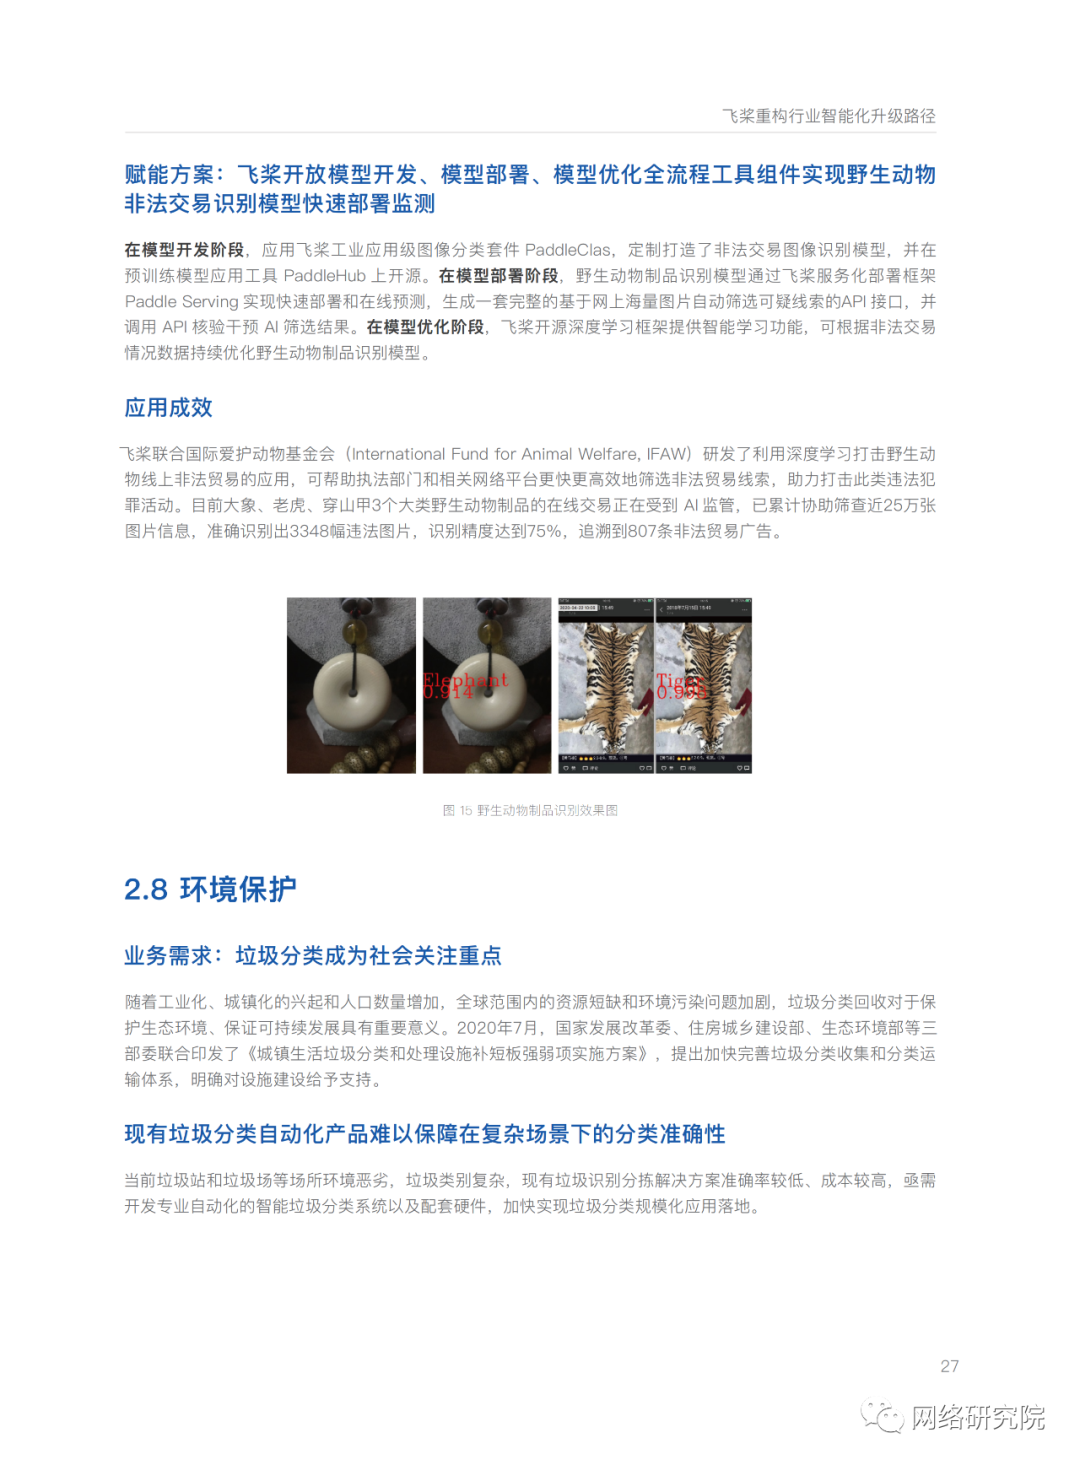 飞桨重构行业智能化升级路径
赋能方案：飞桨开放模型开发、模型部署、模型优化全流程工具组件实现野生动物
非法交易识别模型快速部署监测
在模型开发阶段，应用飞桨工业应用级图像分类套件 PaddleClas，定制打造了非法交易图像识别模型，并在
预训练模型应用工具 PaddleHub 上开源。在模型部署阶段，野生动物制品识别模型通过飞桨服务化部署框架
Paddle Serving 实现快速部署和在线预测，生成一套完整的基于网上海量图片自动筛选可疑线索的API 接口，并
调用 API 核验干预 AI 筛选结果。在模型优化阶段，飞桨开源深度学习框架提供智能学习功能，可根据非法交易
情况数据持续优化野生动物制品识别模型。
应用成效
飞桨联合国际爱护动物基金会（International Fund for Animal Welfare, IFAW）研发了利用深度学习打击野生动
物线上非法贸易的应用，可帮助执法部门和相关网络平台更快更高效地筛选非法贸易线索，助力打击此类违法犯
罪活动。目前大象、老虎、穿山甲3个大类野生动物制品的在线交易正在受到 AI 监管，已累计协助筛查近25万张
图片信息，准确识别出3348幅违法图片，识别精度达到75%，追溯到807条非法贸易广告。
Elephant
0.914
Tiger
图 15 野生动物制品识别效果图
2.8 环境保护
业务需求：垃圾分类成为社会关注重点
随着工业化、城镇化的兴起和人口数量增加，全球范围内的资源短缺和环境污染问题加剧，垃圾分类回收对于保
护生态环境、保证可持续发展具有重要意义。2020年7月，国家发展改革委、住房城乡建设部、生态环境部等三
部委联合印发了《城镇生活垃圾分类和处理设施补短板强弱项实施方案》，提出加快完善垃圾分类收集和分类运
输体系，明确对设施建设给予支持。
现有垃圾分类自动化产品难以保障在复杂场景下的分类准确性
当前垃圾站和垃圾场等场所环境恶劣，垃圾类别复杂，现有垃圾识别分拣解决方案准确率较低、成本较高，亟需
开发专业自动化的智能垃圾分类系统以及配套硬件，加快实现垃圾分类规模化应用落地。
27
网络研究院